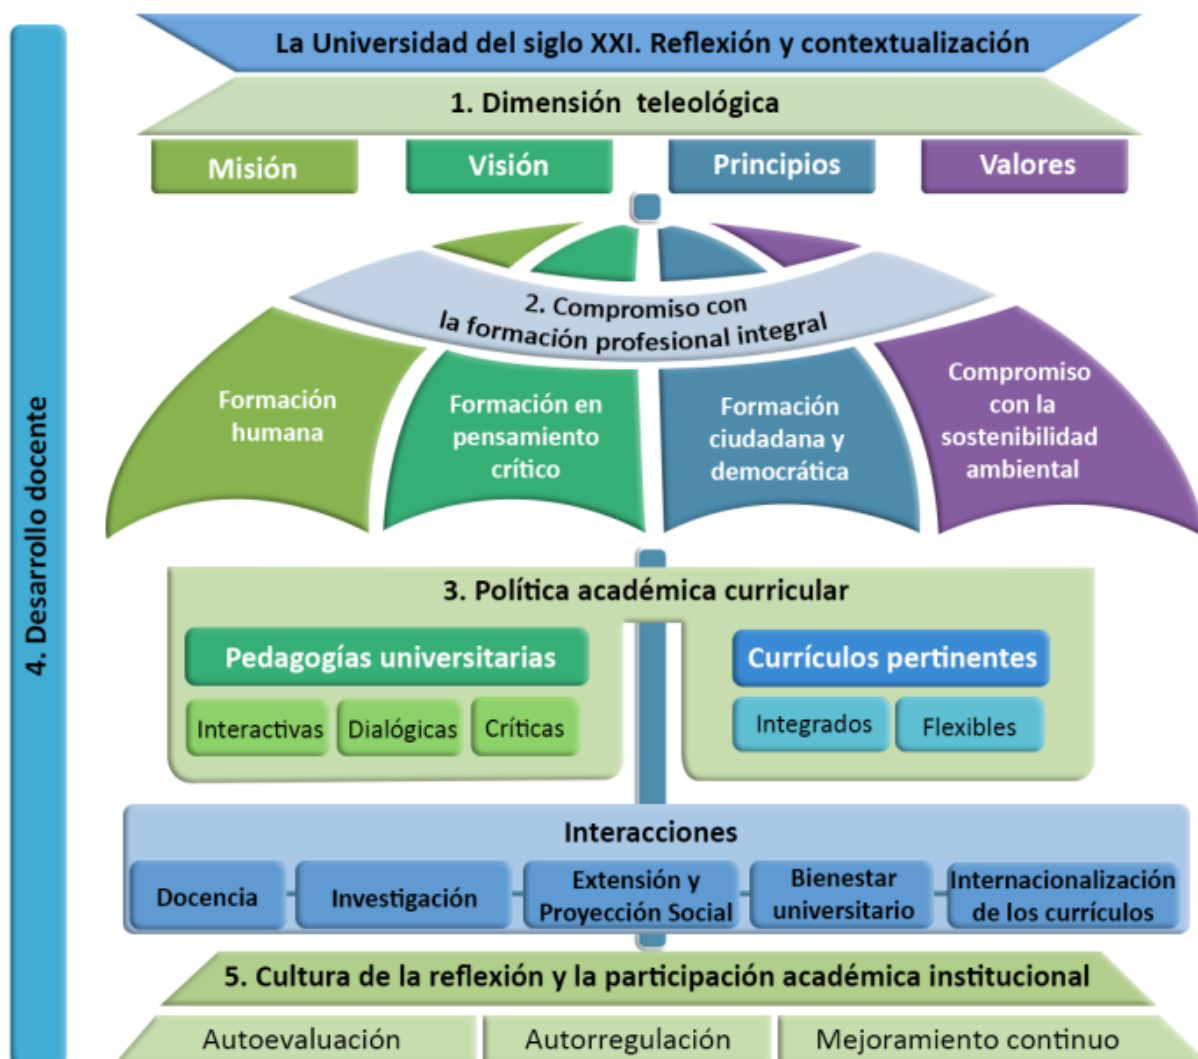 La Universidad del siglo XXI. Reflexión y contextualización
1. Dimensión teleológica
Misión
Visión
Principios
Valores
2. Compromiso con
la formación profesional integral
Formación
humana
Formación en
pensamiento
crítico
Formación
ciudadana y
democrática
Compromiso
con la
sostenibilidad
ambiental
3. Política académica curricular
Pedagogías universitarias
Interactivas
Dialógicas
Críticas
Currículos pertinentes
Integrados
Flexibles
Interacciones
Docencia
Investigación
Extensión y
Proyección Social
Bienestar
universitario
Internacionalización
de los currículos
4. Desarrollo docente
5. Cultura de la reflexión y la participación académica institucional
Autoevaluación
Autorregulación
Mejoramiento continuo